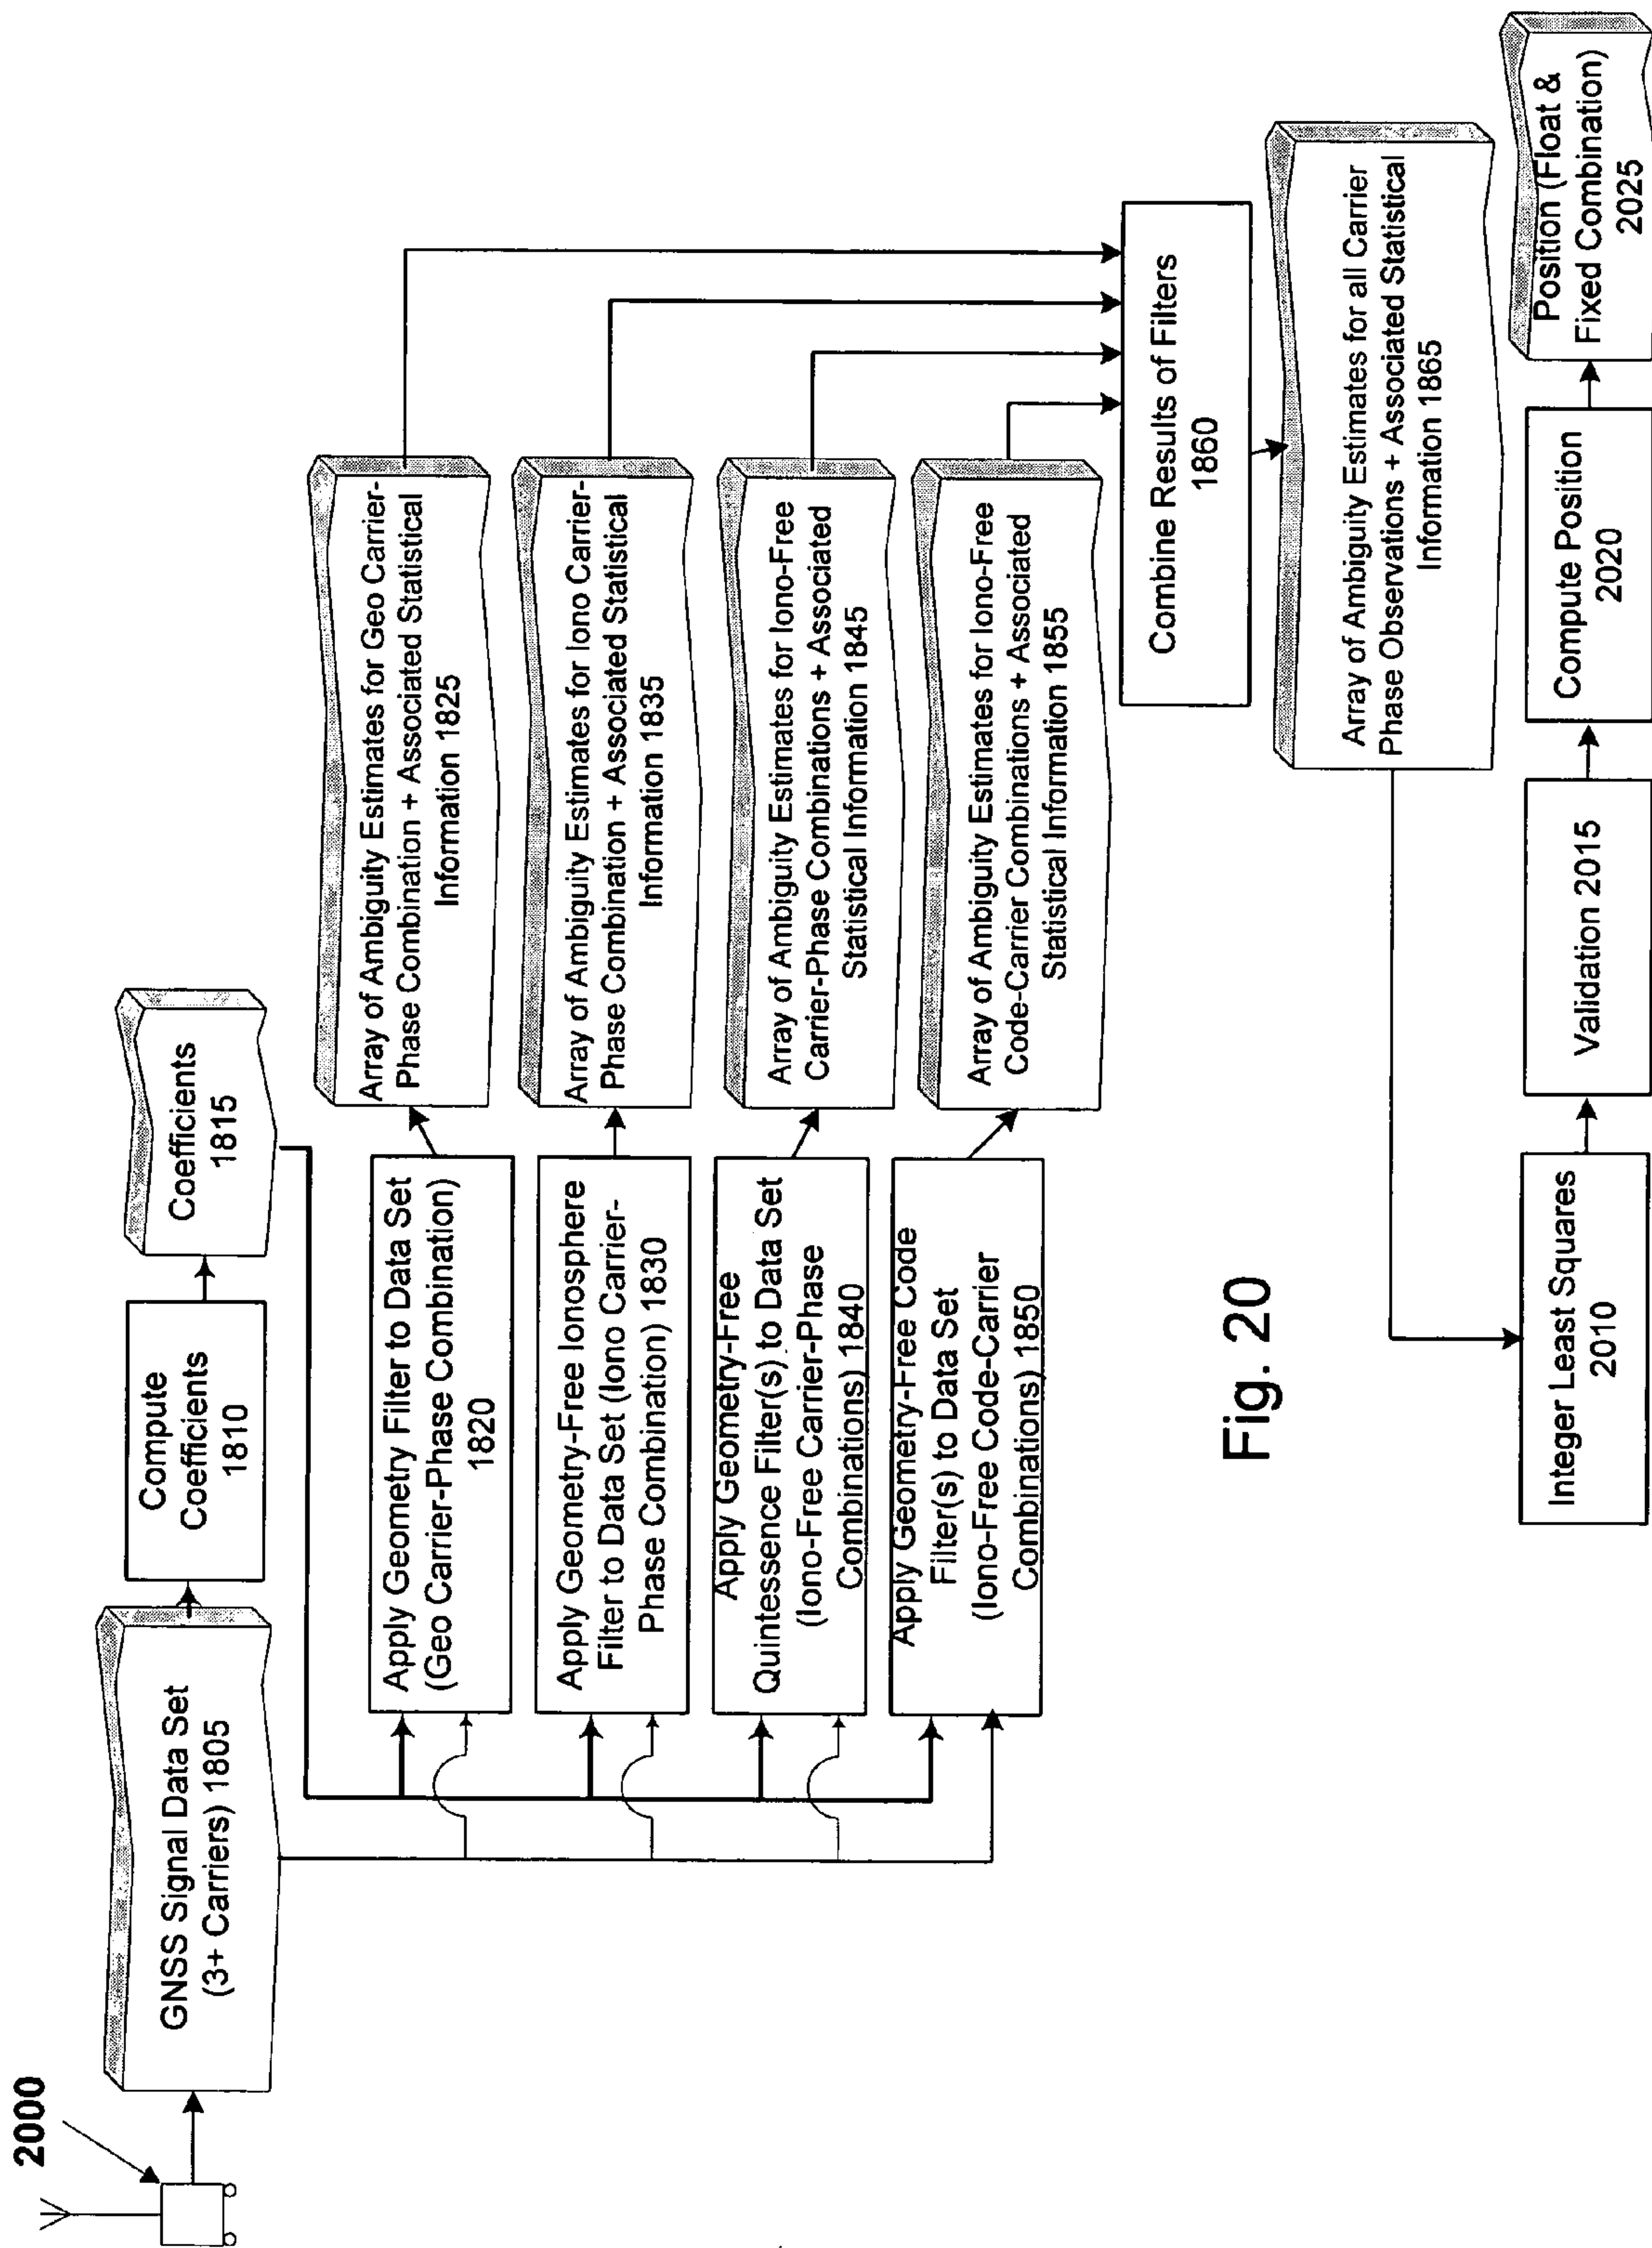 2000
GNSS Signal Data Set
(3+ Carriers) 1805
Compute
Coefficients
1810
Coefficients
1815
Apply Geometry Filter to Data Set
(Geo Carrier-Phase Combination)
1820
Array of Ambiguity Estimates for Geo Carrier-
Phase Combination + Associated Statistical
Information 1825
Apply Geometry-Free Ionosphere
Filter to Data Set (Iono Carrier-
Phase Combination) 1830
Array of Ambiguity Estimates for Iono Carrier-
Phase Combination + Associated Statistical
Information 1835
Apply Geometry-Free
Quintessence Filter(s) to Data Set
(Iono-Free Carrier-Phase
Combinations) 1840
Array of Ambiguity Estimates for Iono-Free
Carrier-Phase Combinations + Associated
Statistical Information 1845
Apply Geometry-Free Code
Filter(s) to Data Set
(Iono-Free Code-Carrier
Combinations) 1850
Array of Ambiguity Estimates for Iono-Free
Code-Carrier Combinations + Associated
Statistical Information 1855
Combine Results of Filters
1860
Array of Ambiguity Estimates for all Carrier
Phase Observations + Associated Statistical
Information 1865
Integer Least Squares
2010
Validation 2015
Compute Position
2020
Position (Float &
Fixed Combination)
2025
Fig. 20